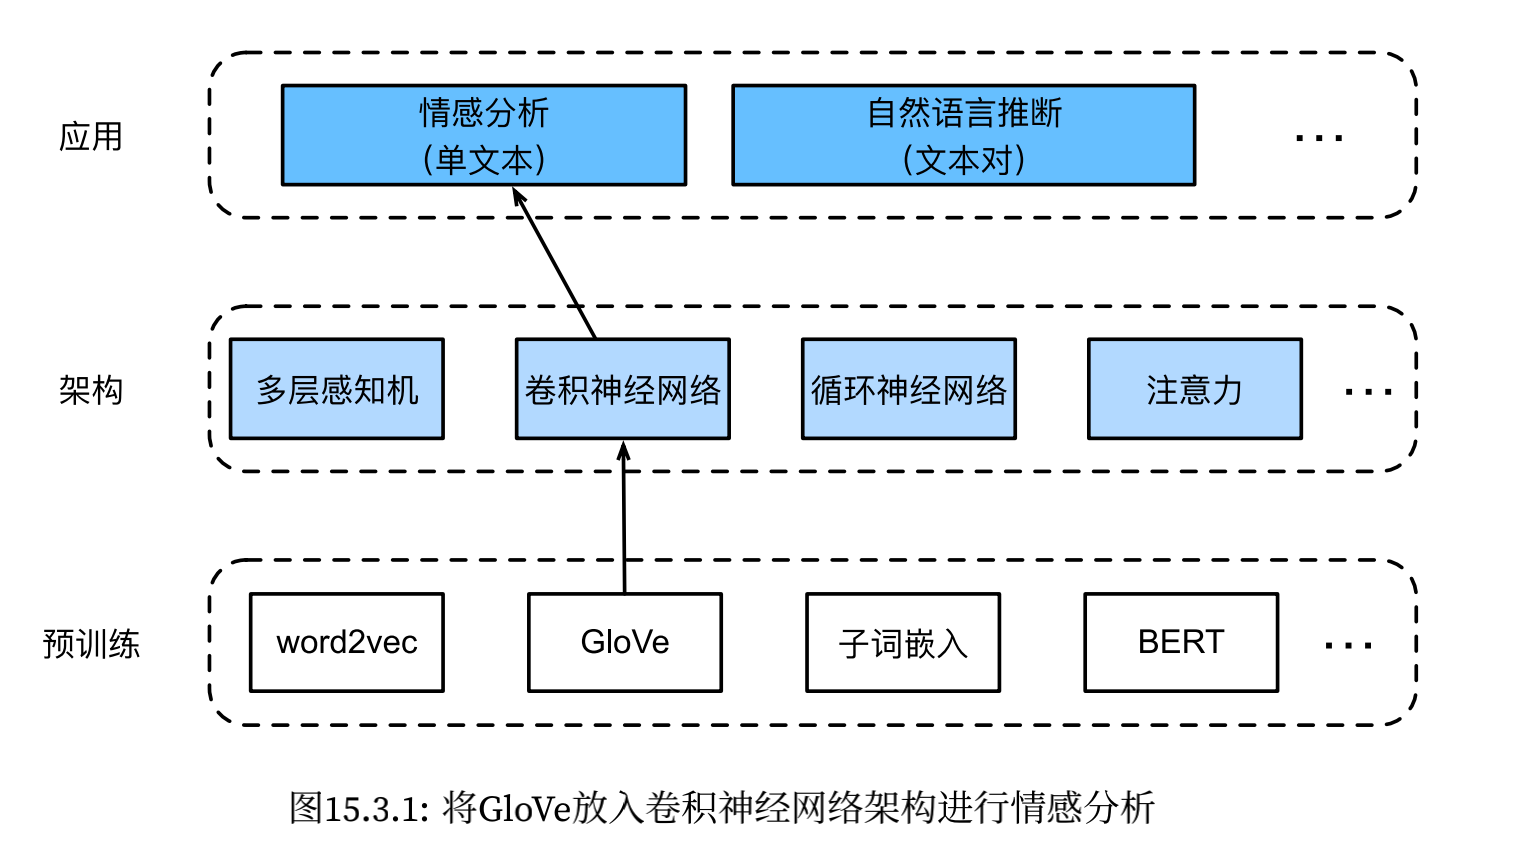 应用
情感分析
（单文本）
自然语言推断
（文本对）
···
架构
多层感知机
卷积神经网络
循环神经网络
注意力
···
预训练
word2vec
GloVe
子词嵌入
BERT
···
图15.3.1: 将GloVe放入卷积神经网络架构进行情感分析